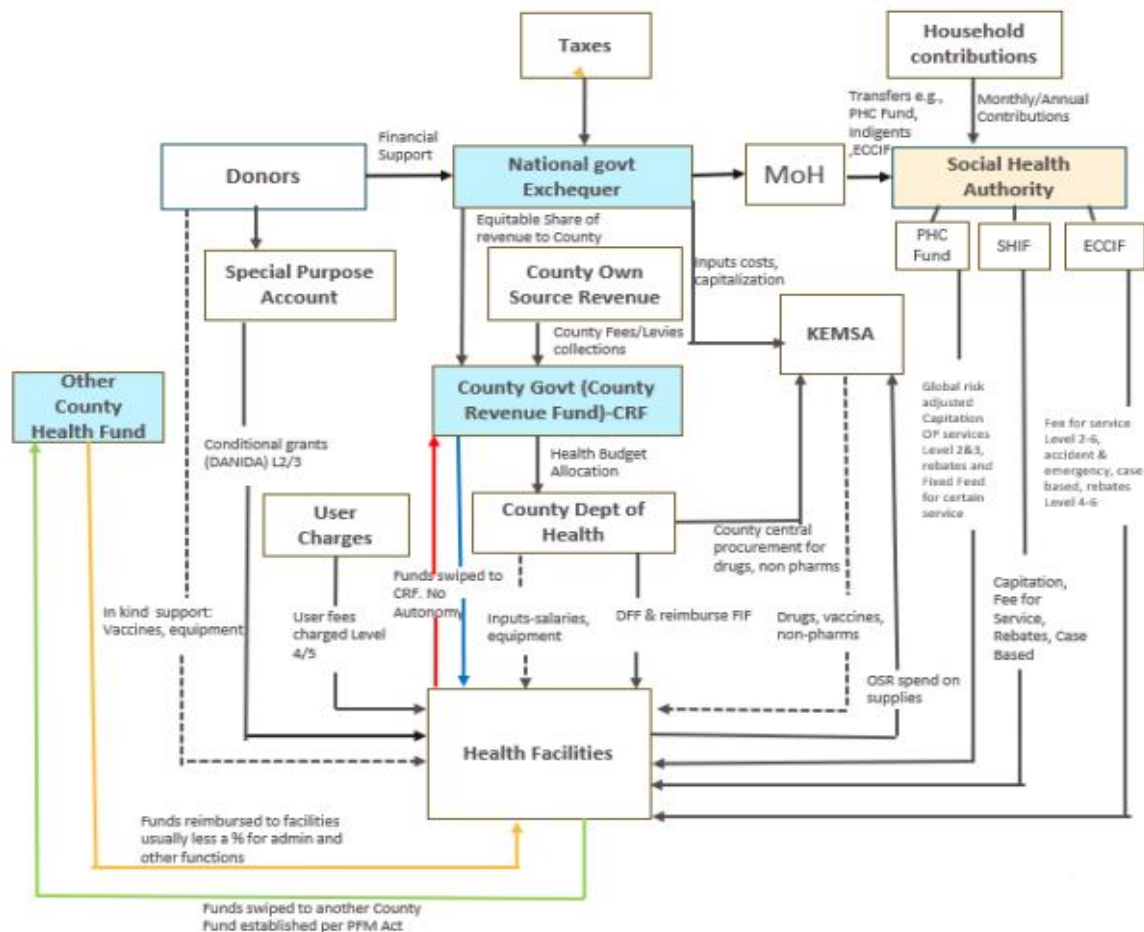 Taxes
Household
contributions
Transfers e.g.,
PHC Fund,
Indigents
,ECCIF
Monthly/Annual
Contributions
Financial
Support
Donors
National govt
Exchequer
MoH
Social Health
Authority
Equitable Share of
revenue to County
PHC
Fund
SHIF
ECCIF
Special Purpose
Account
County Own
Source Revenue
Inputs costs,
capitalization
KEMSA
County Fees/Levies
collections
Other
County
Health Fund
County Govt (County
Revenue Fund)-CRF
Conditional grants
(DANIDA) L2/3
Health Budget
Allocation
Global risk
adjusted
Capitation
OP services
Level 2&3,
rebates and
Fixed Feed
for certain
service
Fee for service
Level 2-6,
accident &
emergency, case
based, rebates
Level 4-6
User
Charges
County Dept of
Health
County central
procurement for
drugs, non pharms
Funds swiped to
CRF. No
Autonomy
In kind support:
Vaccines, equipment
User fees
charged Level
4/5
Inputs-salaries,
equipment
DFF & reimburse FIF
Drugs, vaccines,
non-pharms
Capitation,
Fee for
Service,
Rebates, Case
Based
OSR spend on
supplies
Health Facilities
Funds reimbursed to facilities
usually less a % for admin and
other functions
Funds swiped to another County
Fund established per PFM Act